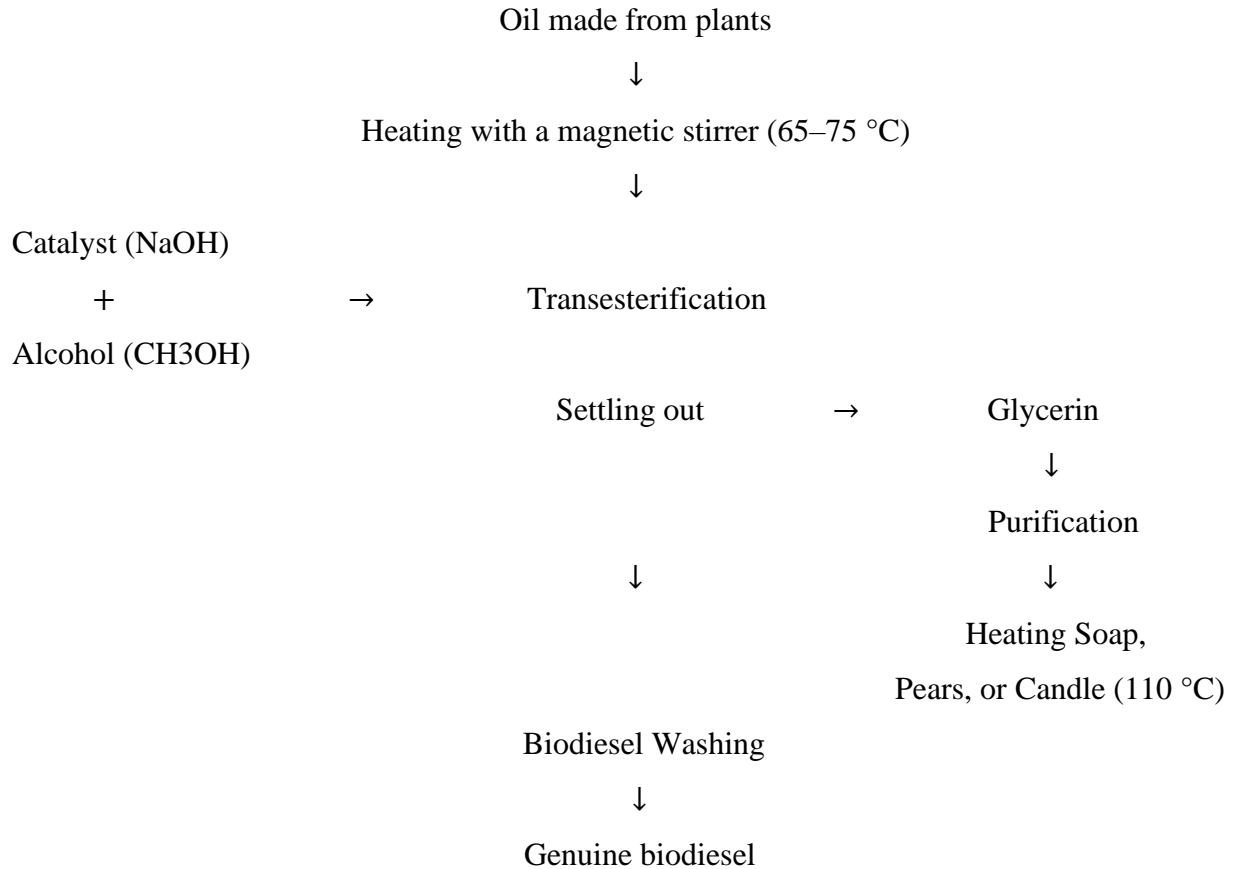 Oil made from plants
↓
Heating with a magnetic stirrer (65–75 °C)
↓
Catalyst (NaOH)
+ → Transesterification
Alcohol (CH3OH)
Settling out → Glycerin
↓
Purification
↓ ↓
Heating Soap,
Pears, or Candle (110 °C)
Biodiesel Washing
↓
Genuine biodiesel